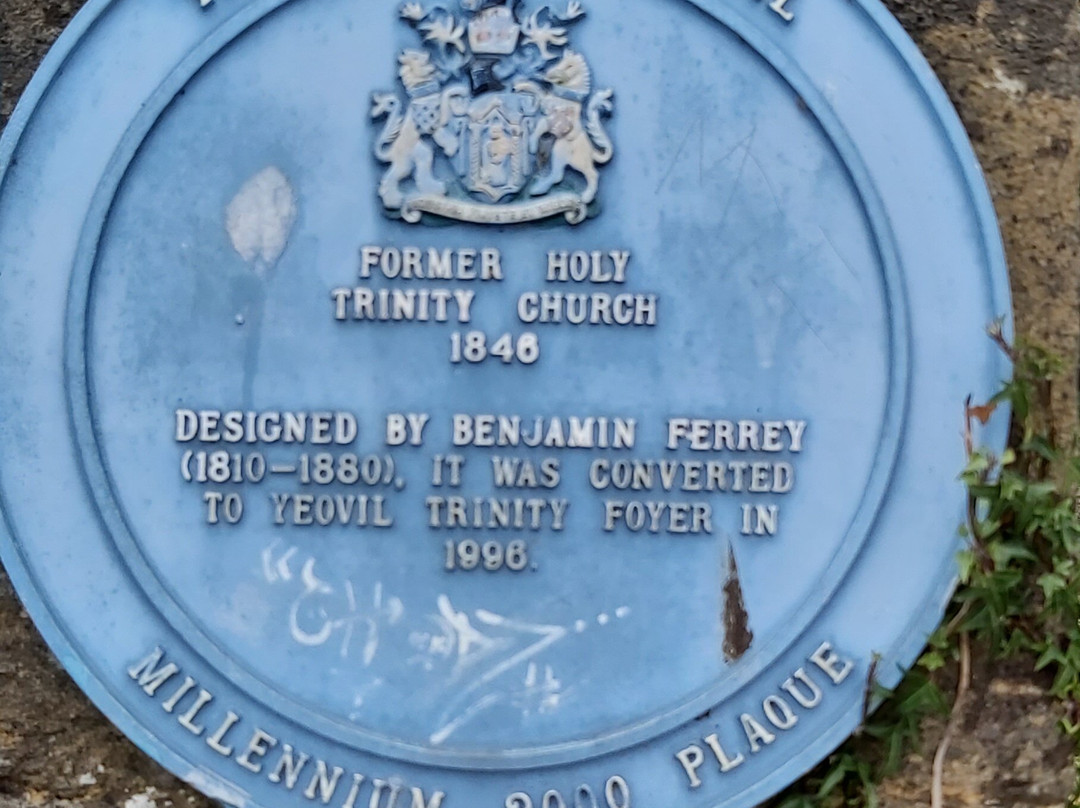 FORMER HOLY
TRINITY CHURCH
1846
DESIGNED BY BENJAMIN FERREY
(1810-1880), IT WAS CONVERTED
TO YEOVIL TRINITY FOYER IN
1996.
MILLENNIUM 2000 PLAQUE